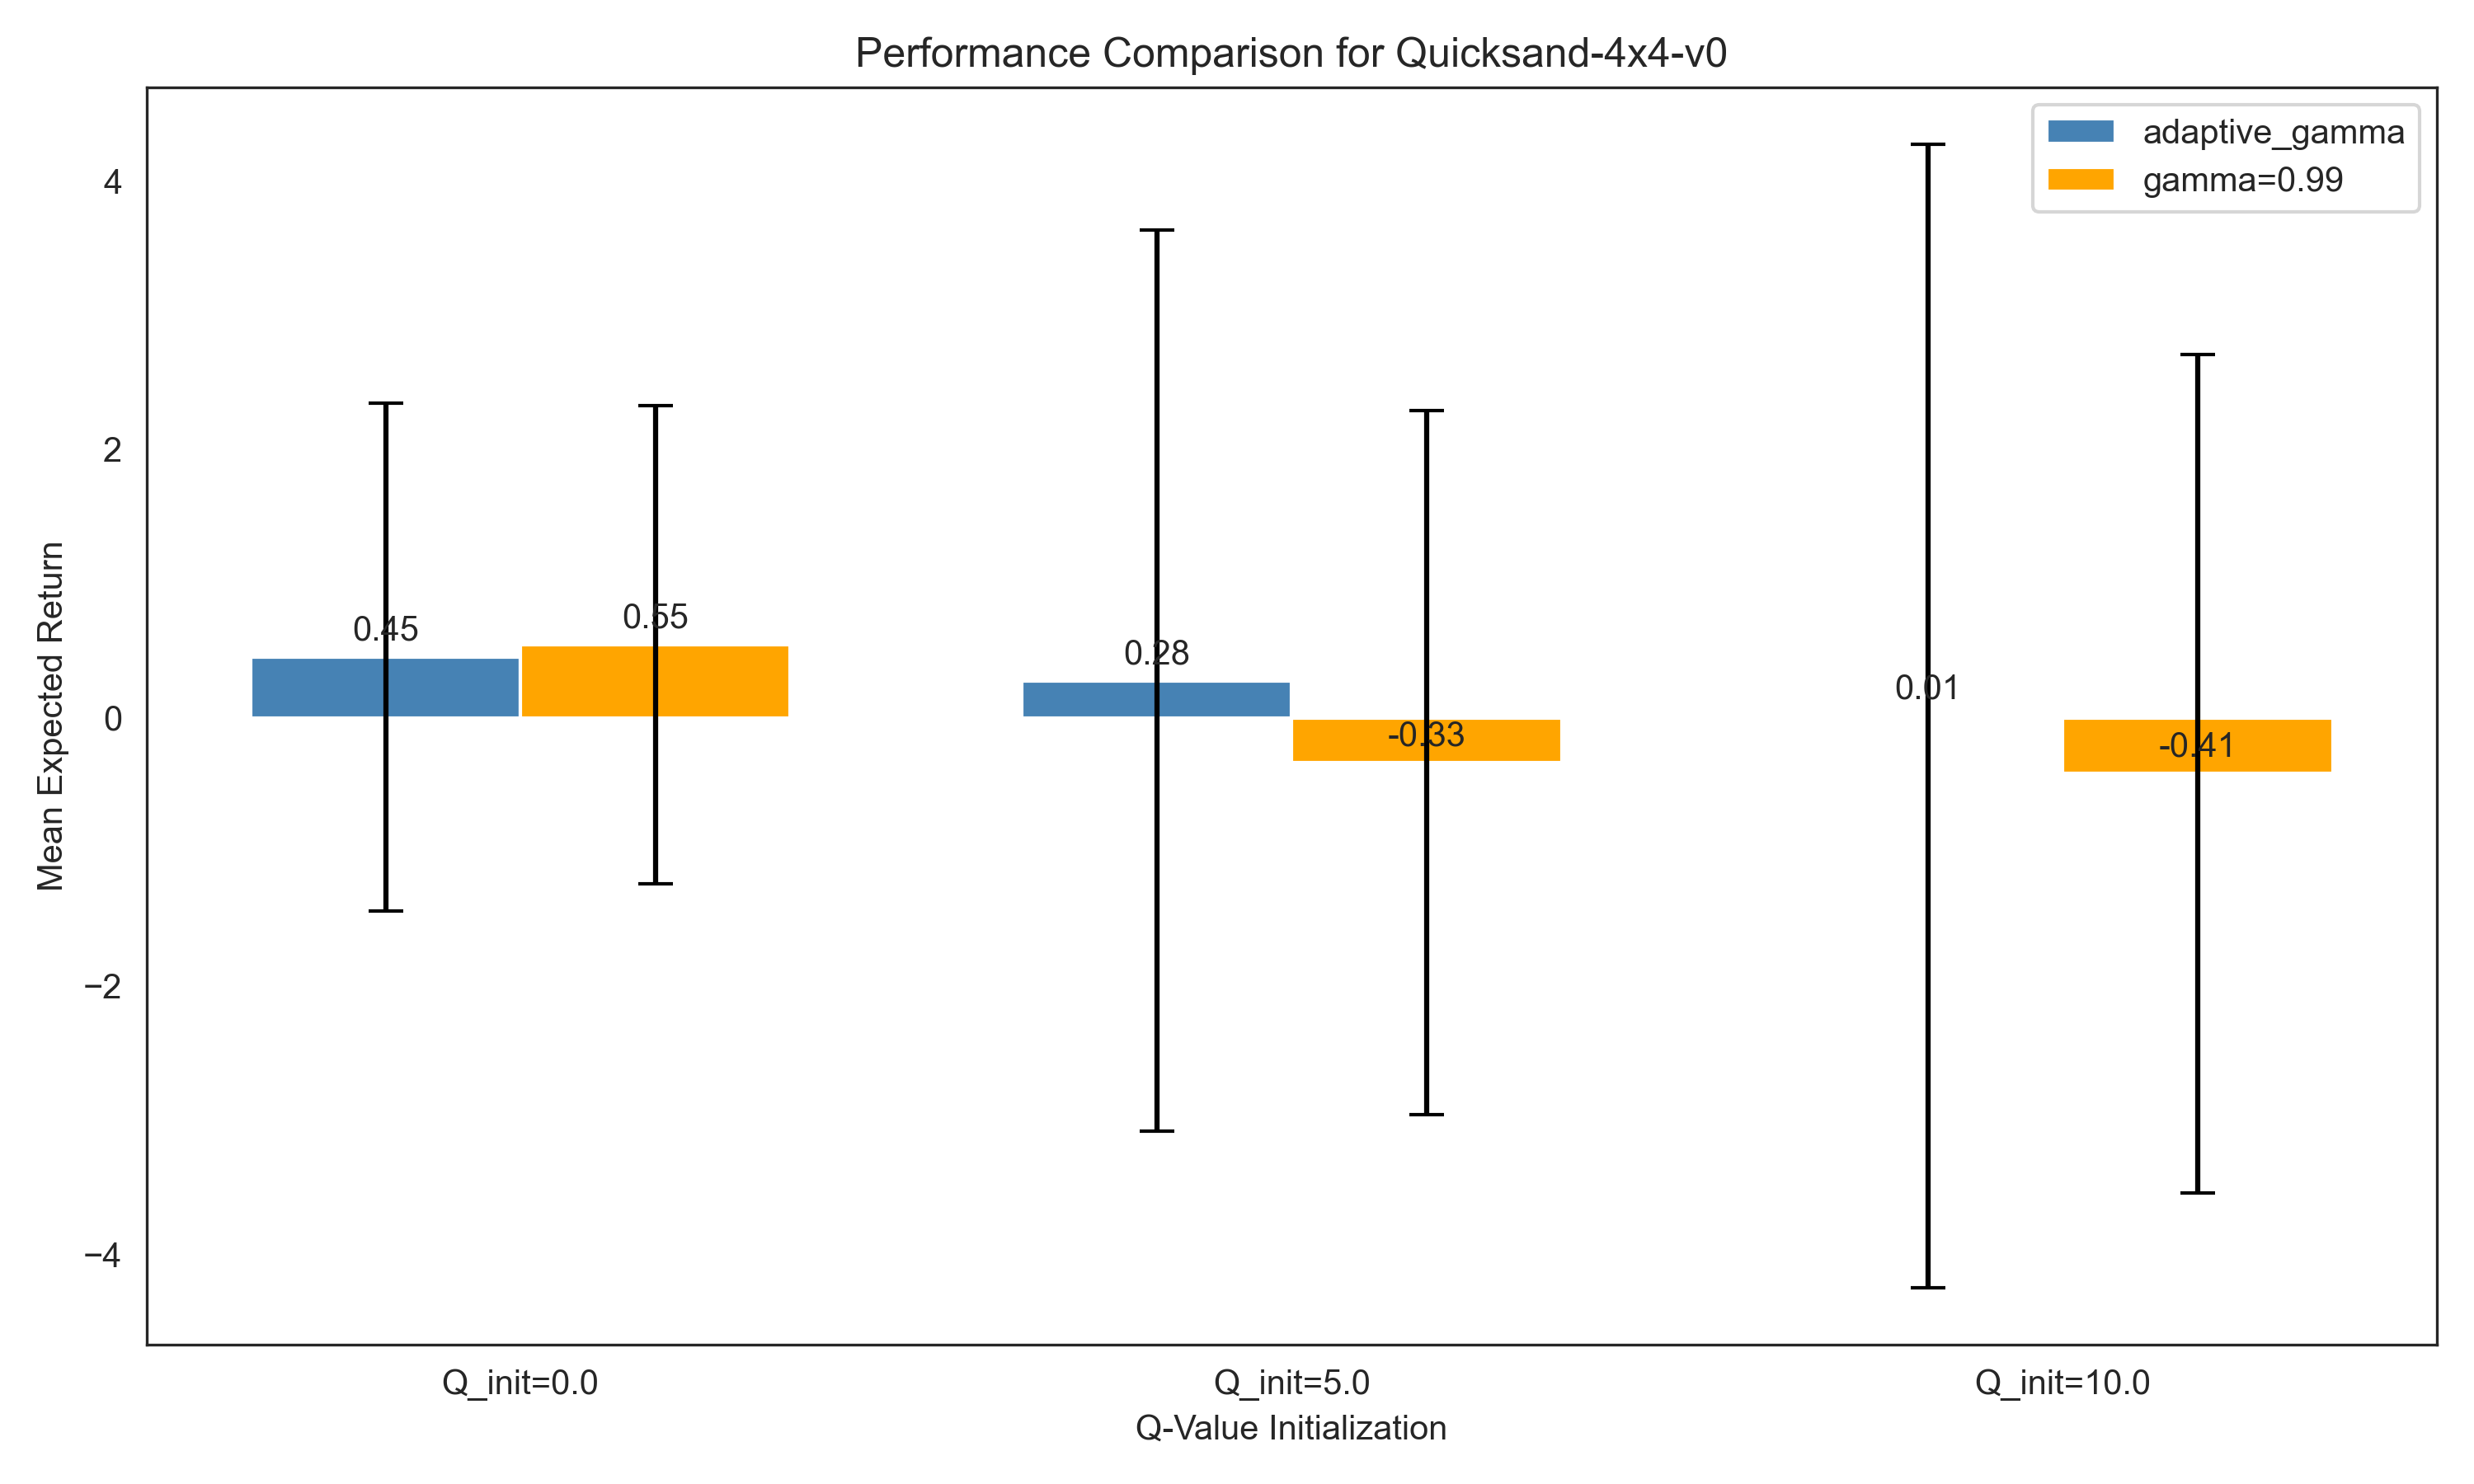 Performance Comparison for Quicksand-4x4-v0
adaptive_gamma
gamma=0.99
Mean Expected Return
4
2
0
−2
−4
0.45
0.55
0.28
-0.33
0.01
-0.41
Q_init=0.0
Q_init=5.0
Q_init=10.0
Q-Value Initialization